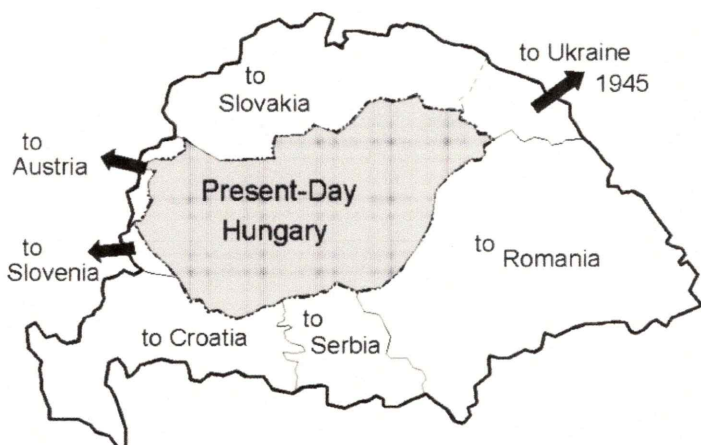 to Ukraine
1945
to
Slovakia
to
Austria
Present-Day
Hungary
to
Slovenia
to
Romania
to Croatia
to
Serbia